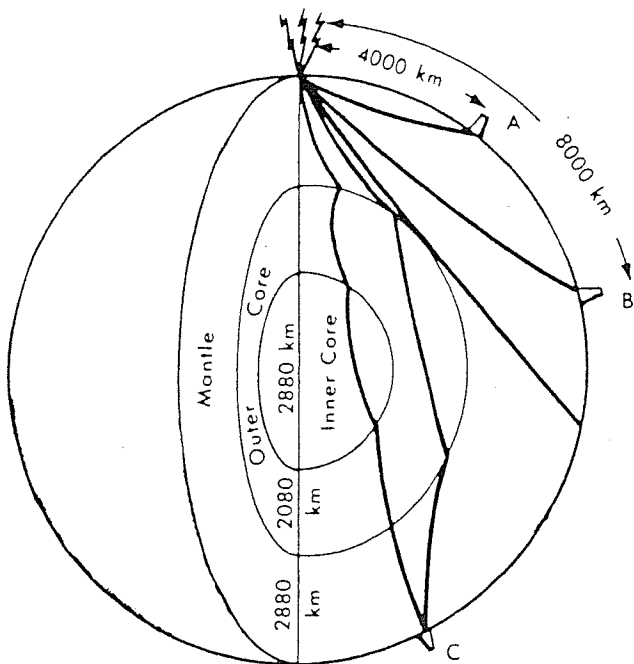 4000 km
A
8000 km
B
Mantle
Outer Core
2880 km
Inner Core
2080 km
2880 km
C